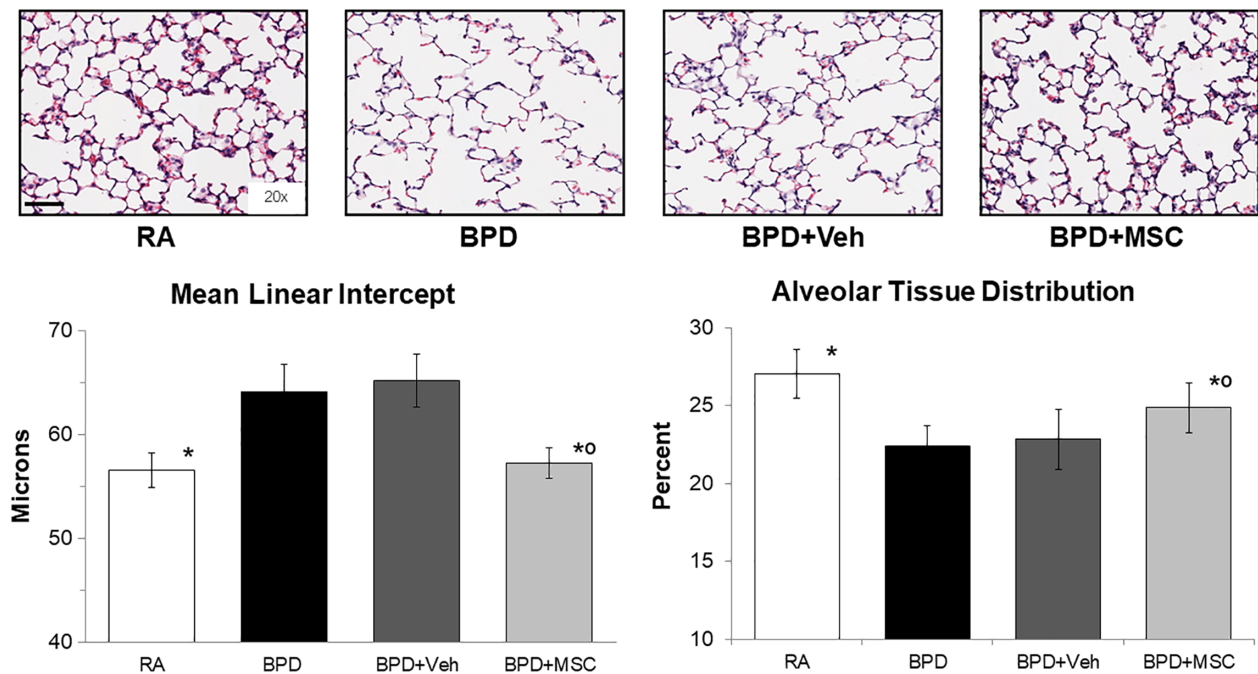 20x
RA
BPD
BPD+Veh
BPD+MSC
Mean Linear Intercept
Microns
70
60
50
40
*
*o
RA
BPD
BPD+Veh
BPD+MSC
Alveolar Tissue Distribution
Percent
30
25
20
15
10
*
*o
RA
BPD
BPD+Veh
BPD+MSC